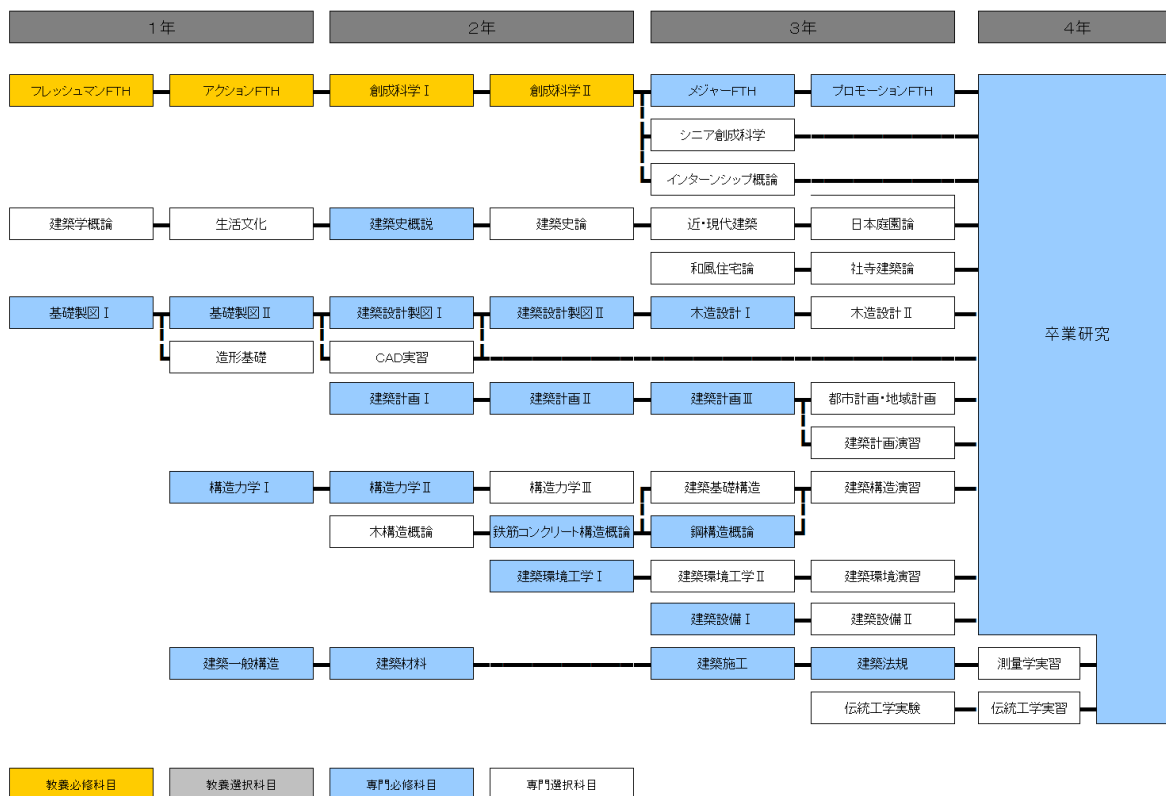 1年 2年 3年 4年
フレッシュマンFTH アクションFTH 創成科学Ⅰ 創成科学Ⅱ メジャーFTH プロモーションFTH
シニア創成科学
インターンシップ概論
建築学概論 生活文化 建築史概説 建築史論 近・現代建築 日本庭園論
和風住宅論 社寺建築論
基礎製図Ⅰ 基礎製図Ⅱ 建築設計製図Ⅰ 建築設計製図Ⅱ 木造設計Ⅰ 木造設計Ⅱ
卒業研究
造形基礎 CAD実習
建築計画Ⅰ 建築計画Ⅱ 建築計画Ⅲ 都市計画・地域計画
建築計画演習
構造力学Ⅰ 構造力学Ⅱ 構造力学Ⅲ 建築基礎構造 建築構造演習
木構造概論 鉄筋コンクリート構造概論 鋼構造概論
建築環境工学Ⅰ 建築環境工学Ⅱ 建築環境演習
建築設備Ⅰ 建築設備Ⅱ
建築一般構造 建築材料 建築施工 建築法規 測量学実習
伝統工学実験 伝統工学実習
教養必修科目 教養選択科目 専門必修科目 専門選択科目